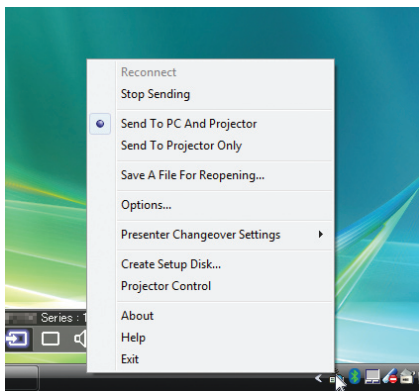 Reconnect
Stop Sending
Send To PC And Projector
Send To Projector Only
Save A File For Reopening...
Options...
Presenter Changeover Settings
Create Setup Disk...
Projector Control
About
Help
Exit
Series : 1